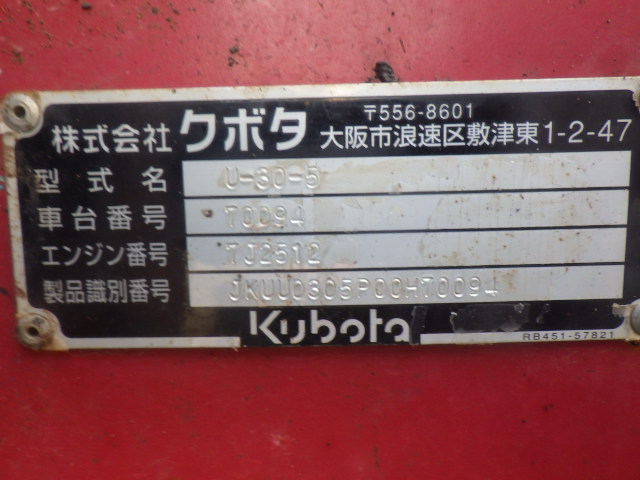 株式会社 クボタ 〒556-8601
大阪市浪速区敷津東1-2-47
型式名 U-30-5
車台番号 70094
エンジン番号 7J2512
製品識別番号 JKUU0305P00H70094
Kubota
RB451-57821